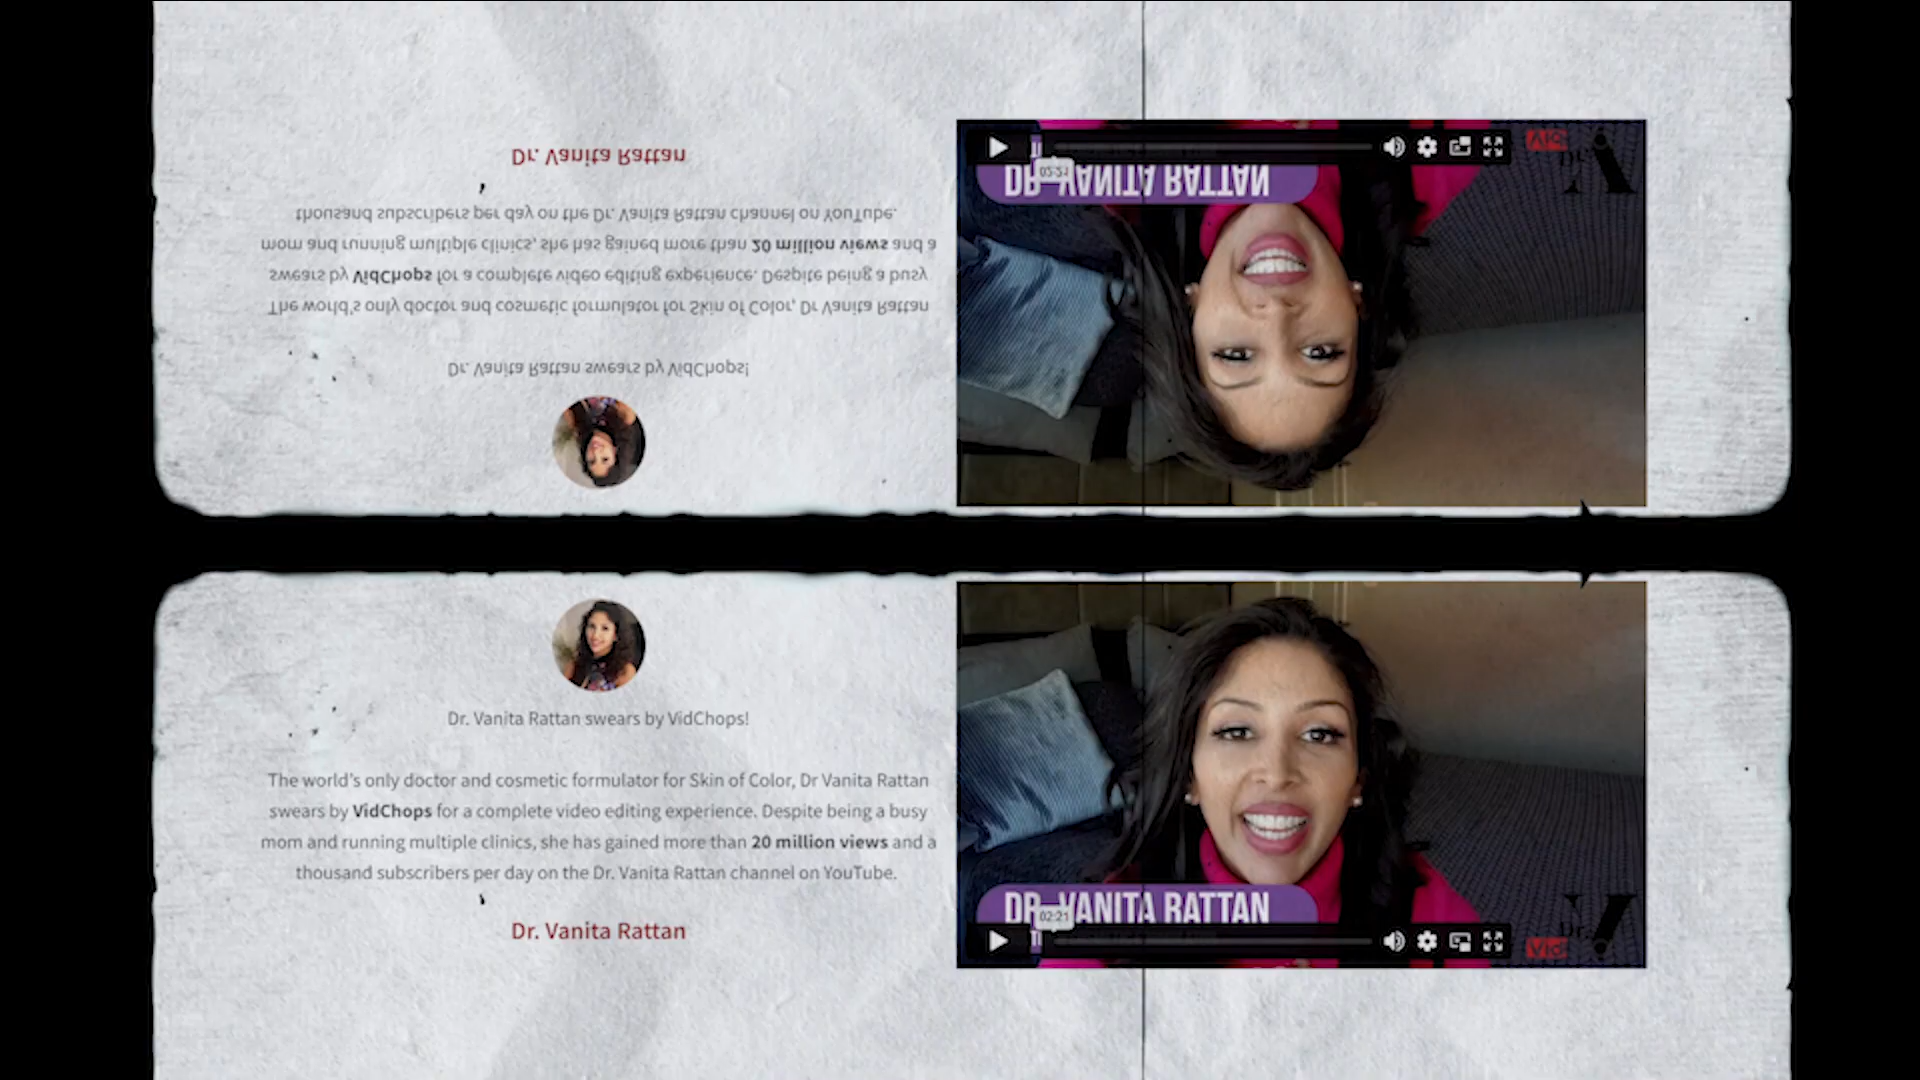 Dr. Vanita Rattan
thousand subscribers per day on the Dr. Vanita Rattan channel on YouTube.
mom and running multiple clinics, she has gained more than 20 million views and a
swears by VidChops for a complete video editing experience. Despite being a busy
The world's only doctor and cosmetic formulator for Skin of Color, Dr Vanita Rattan
Dr. Vanita Rattan swears by VidChops!
02:21
DR. VANITA RATTAN
Dr.
Dr. Vanita Rattan swears by VidChops!
The world's only doctor and cosmetic formulator for Skin of Color, Dr Vanita Rattan
swears by VidChops for a complete video editing experience. Despite being a busy
mom and running multiple clinics, she has gained more than 20 million views and a
thousand subscribers per day on the Dr. Vanita Rattan channel on YouTube.
Dr. Vanita Rattan
DR. VANITA RATTAN
02:21
Dr.